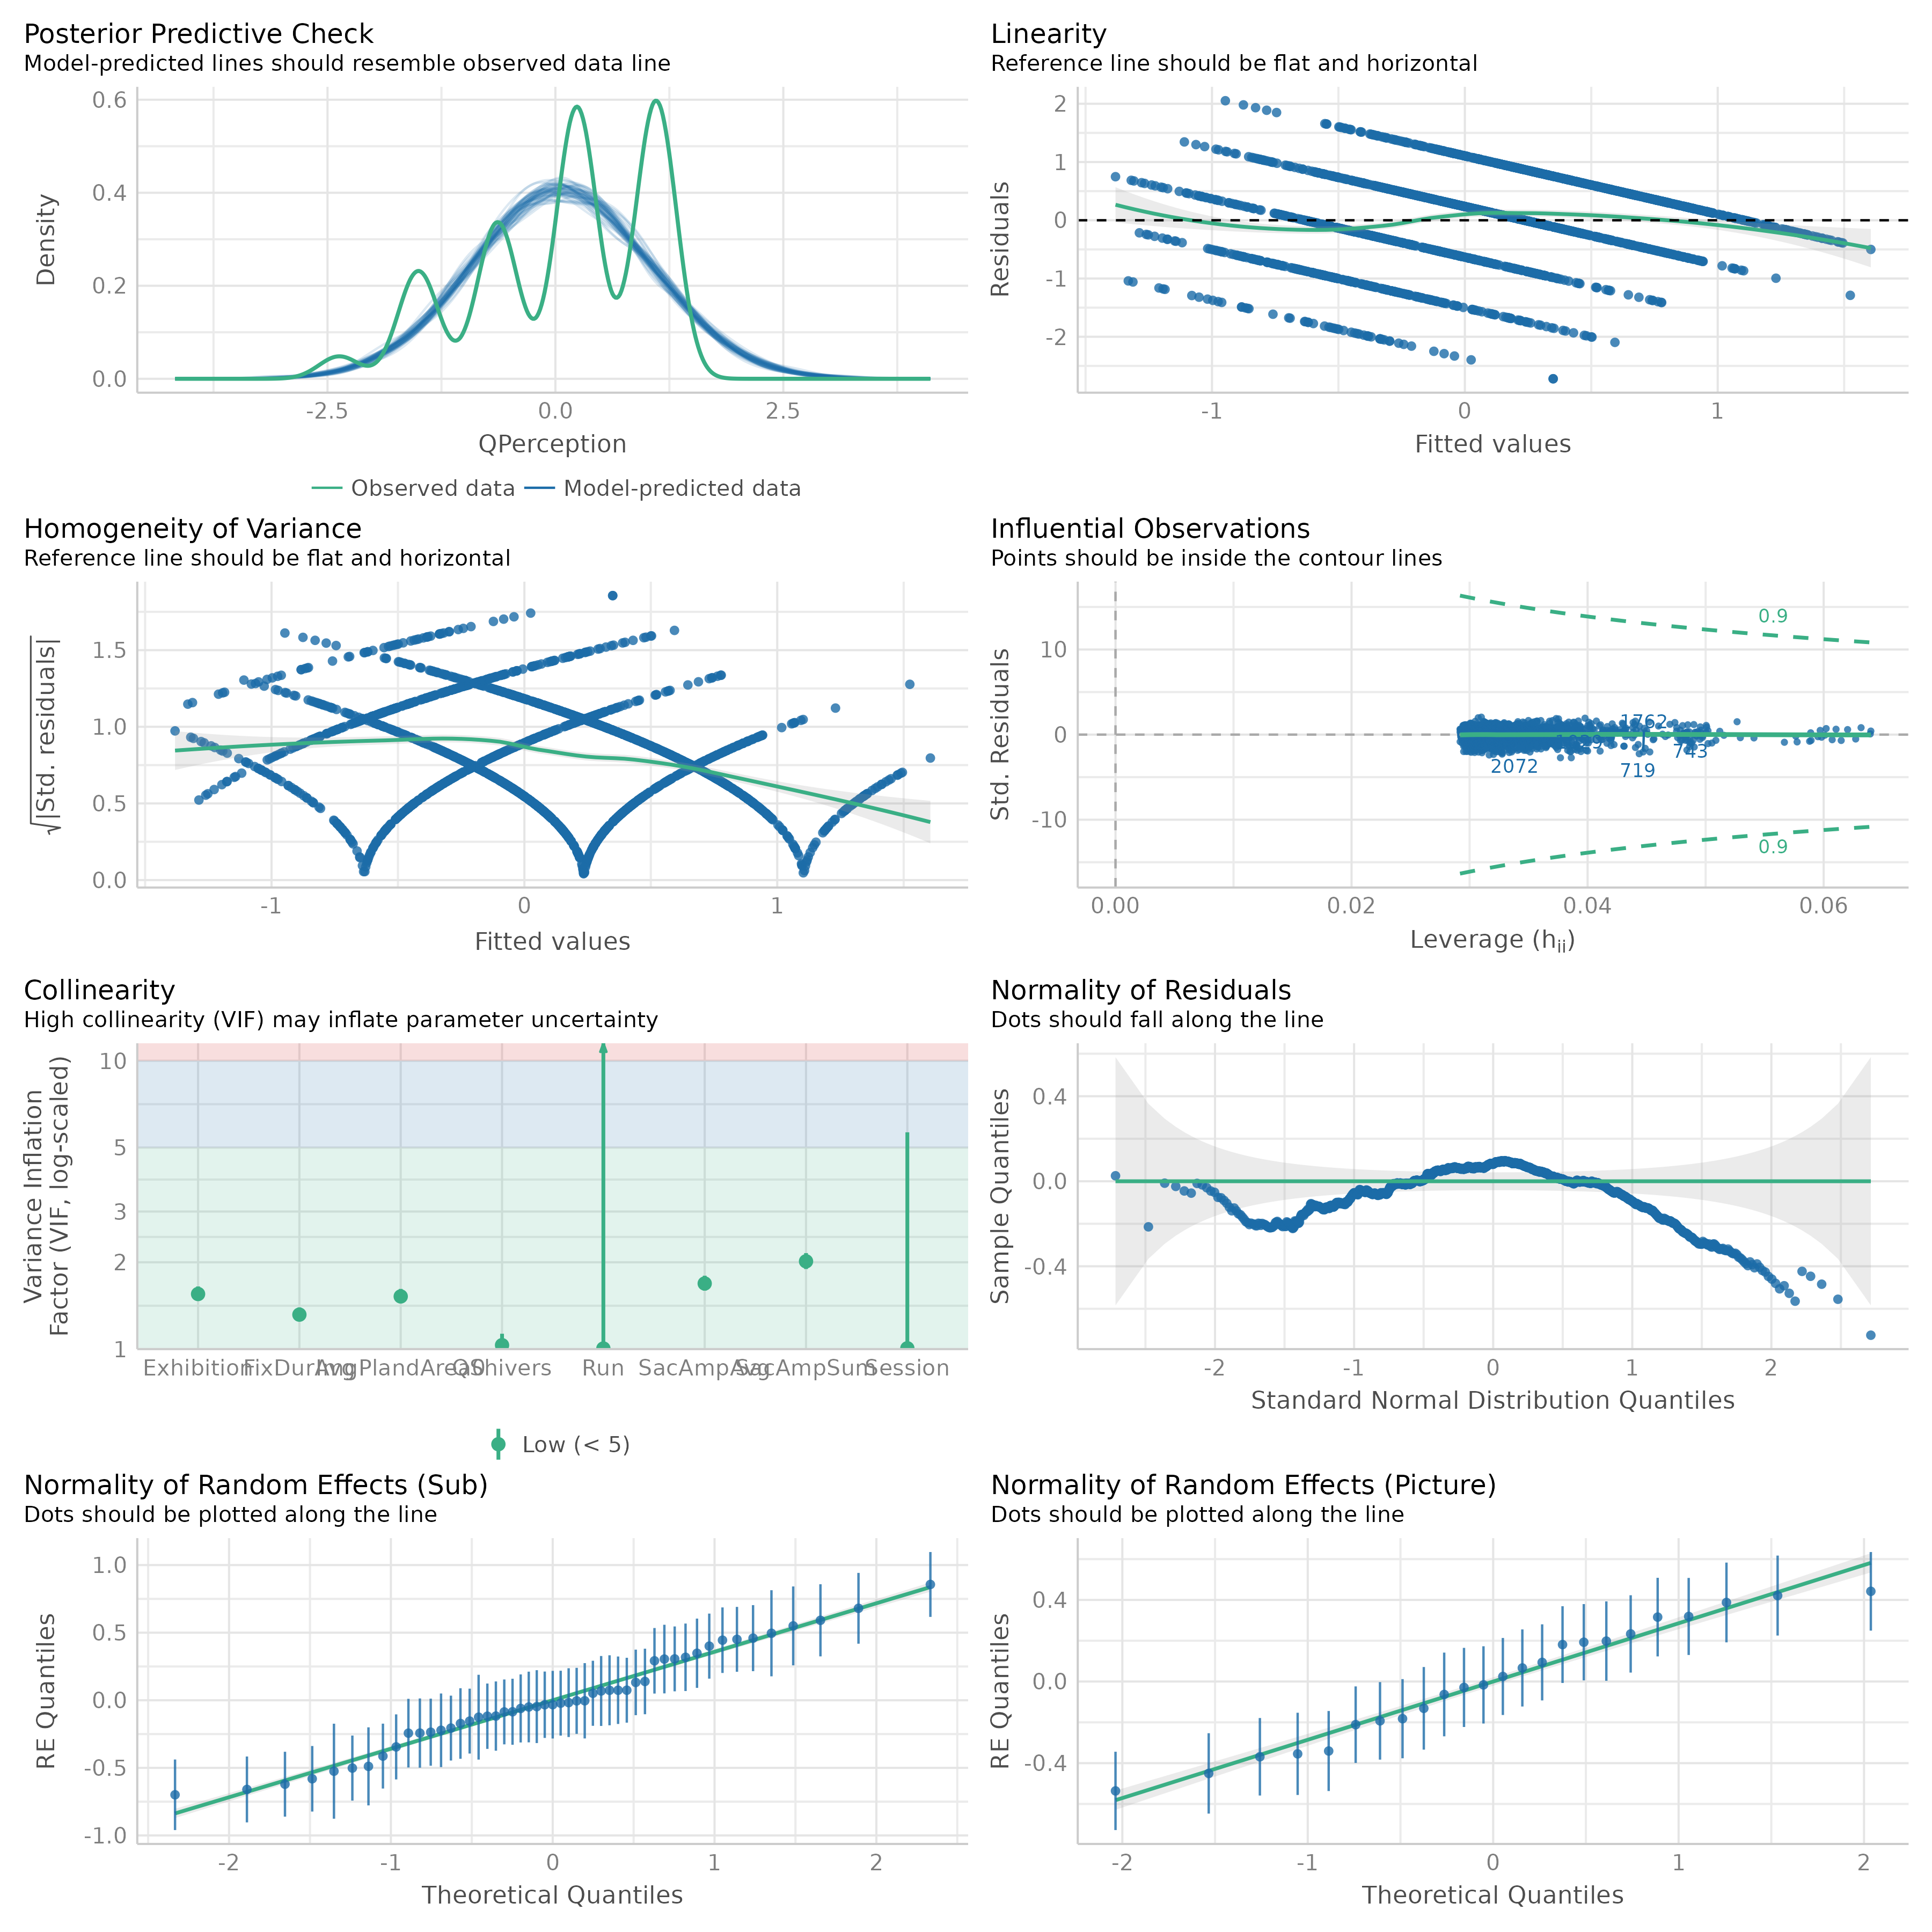 Posterior Predictive Check
Model-predicted lines should resemble observed data line
0.6
0.4
0.2
0.0
Density
-2.5
0.0
2.5
QPerception
Observed data
Model-predicted data
Linearity
Reference line should be flat and horizontal
2
1
0
-1
-2
Residuals
-1
0
1
Fitted values
Homogeneity of Variance
Reference line should be flat and horizontal
1.5
1.0
0.5
0.0
√|Std. residuals|
-1
0
1
Fitted values
Influential Observations
Points should be inside the contour lines
10
0
-10
Std. Residuals
0.9
0.9
1762
743
2072
719
0.00
0.02
0.04
0.06
Leverage (hii)
Collinearity
High collinearity (VIF) may inflate parameter uncertainty
10
5
3
2
1
Variance Inflation
Factor (VIF, log-scaled)
Exhibition
QShivers
Run
SacAmpAvg
SacAmpSum
Session
Low (< 5)
Normality of Residuals
Dots should fall along the line
0.4
0.0
-0.4
Sample Quantiles
-2
-1
0
1
2
Standard Normal Distribution Quantiles
Normality of Random Effects (Sub)
Dots should be plotted along the line
1.0
0.5
0.0
-0.5
-1.0
RE Quantiles
-2
-1
0
1
2
Theoretical Quantiles
Normality of Random Effects (Picture)
Dots should be plotted along the line
0.4
0.0
-0.4
RE Quantiles
-2
-1
0
1
2
Theoretical Quantiles